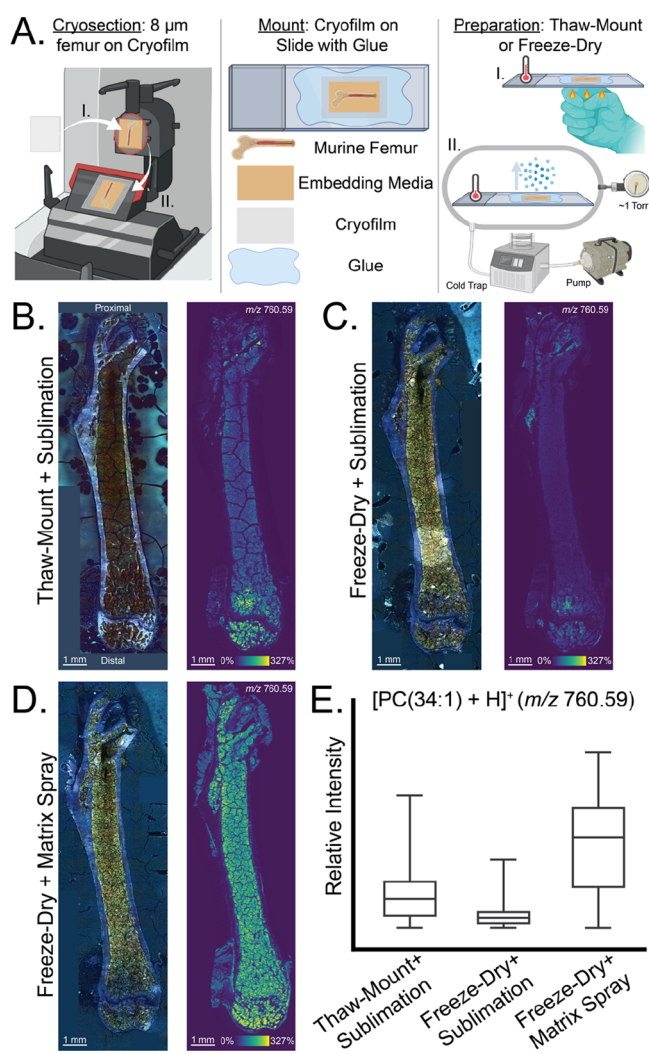 A.
Cryosection: 8 µm
femur on Cryofilm
I.
II.
Mount: Cryofilm on
Slide with Glue
Murine Femur
Embedding Media
Cryofilm
Glue
Preparation: Thaw-Mount
or Freeze-Dry
I.
II.
~1 Torr
Cold Trap
Pump
B.
Thaw-Mount + Sublimation
Proximal
Distal
1 mm
m/z 760.59
1 mm
0%
327%
C.
Freeze-Dry + Sublimation
1 mm
m/z 760.59
1 mm
0%
327%
D.
Freeze-Dry + Matrix Spray
1 mm
m/z 760.59
1 mm
0%
327%
E.
[PC(34:1) + H]⁺ (m/z 760.59)
Relative Intensity
Thaw-Mount+
Sublimation
Freeze-Dry+
Sublimation
Freeze-Dry+
Matrix Spray